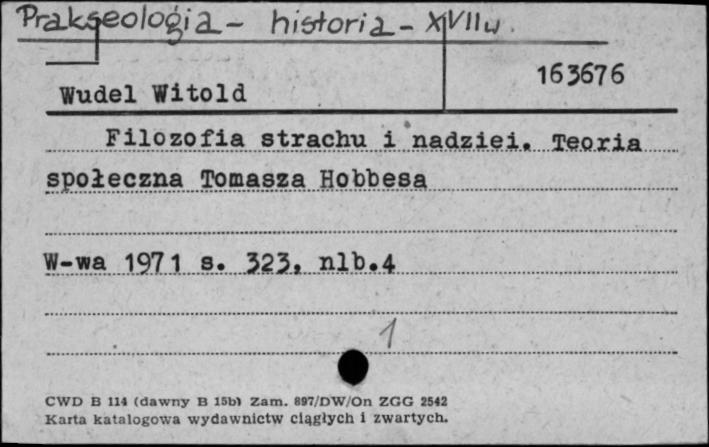 Prakseologia - historia - XVII w.
163676
Wudel Witold
Filozofia strachu i nadziei. Teoria
społeczna Tomasza Hobbesa
W-wa 1971 s. 323, nlb.4
1
CWD B 114 (dawny B 15b) Zam. 897/DW/On ZGG 2542
Karta katalogowa wydawnictw ciągłych i zwartych.